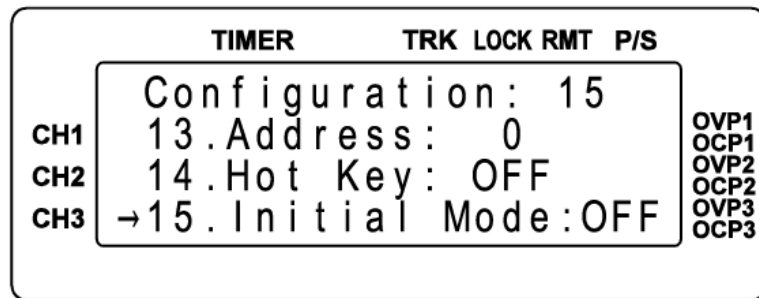 TIMER TRK LOCK RMT P/S
Configuration: 15
CH1 13.Address: 0 OVP1
OCP1
CH2 14.Hot Key: OFF OVP2
OCP2
CH3 →15.Initial Mode:OFF OVP3
OCP3